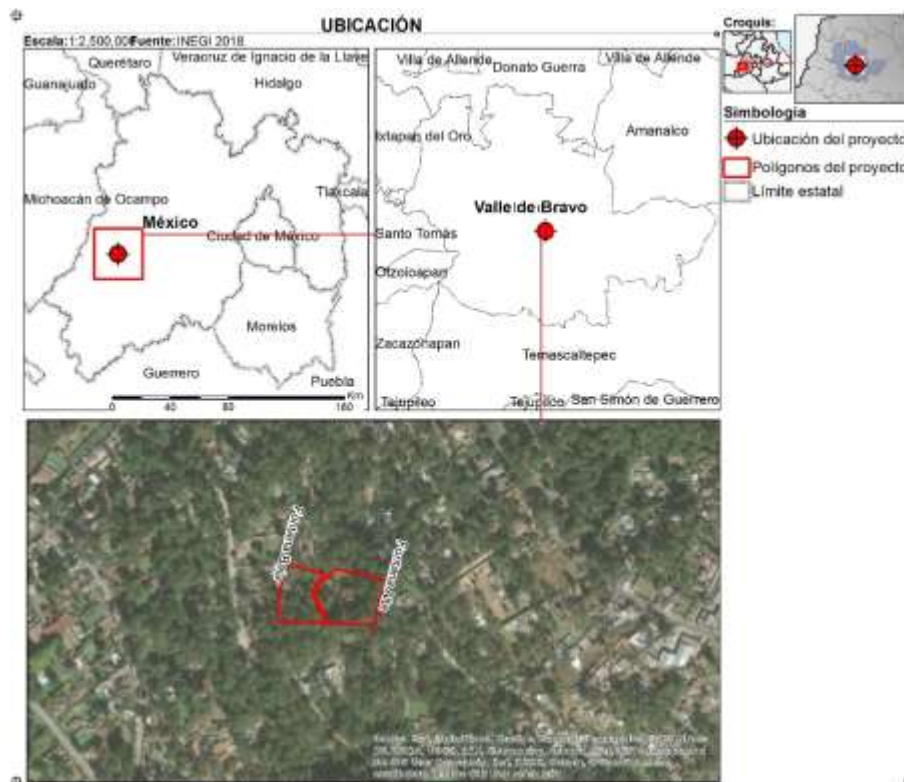 UBICACIÓN
Escala:1:2,500,000Fuente:INEGI 2018
Croquis:
Simbología
Ubicación del proyecto
Polígonos del proyecto
Límite estatal
Querétaro
Veracruz de Ignacio de la Llave
Guanajuato
Hidalgo
Michoacán de Ocampo
Tlaxcala
México
Ciudad de México
Morelos
Guerrero
Puebla
Km
0 40 80 160
Villa de Allende
Donato Guerra
Villa de Allende
Ixtapan del Oro
Amanalco
Valle de Bravo
Santo Tomás
Otzoloapan
Zacazonapan
Temascaltepec
Tejupilco
Tejupilco
San Simón de Guerrero